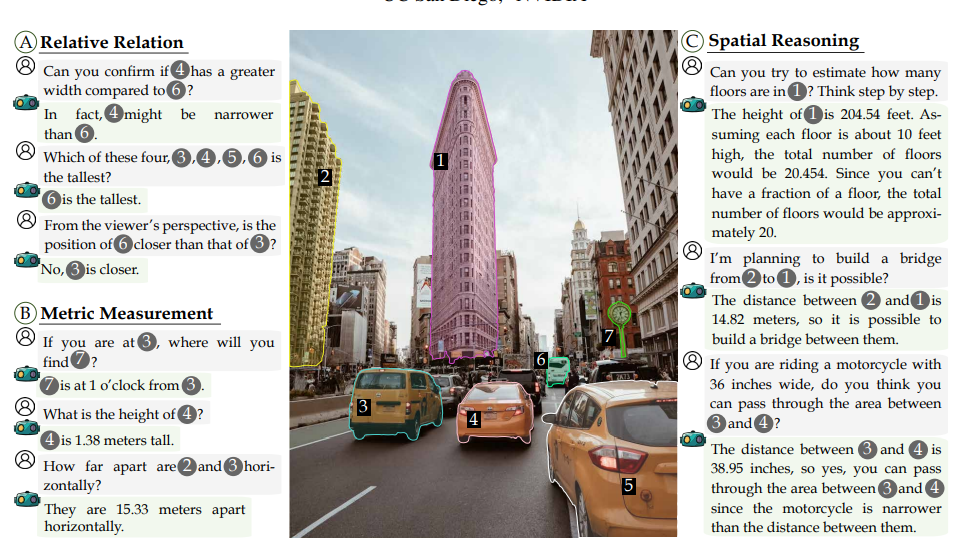 UC San Diego, NVIDIA
A Relative Relation
Can you confirm if 4 has a greater
width compared to 6?
In fact, 4 might be narrower
than 6.
Which of these four, 3, 4, 5, 6 is
the tallest?
6 is the tallest.
From the viewer's perspective, is the
position of 6 closer than that of 3?
No, 3 is closer.
B Metric Measurement
If you are at 3, where will you
find 7?
7 is at 1 o'clock from 3.
What is the height of 4?
4 is 1.38 meters tall.
How far apart are 2 and 3 hori-
zontally?
They are 15.33 meters apart
horizontally.
1
2
7
6
3
4
5
C Spatial Reasoning
Can you try to estimate how many
floors are in 1? Think step by step.
The height of 1 is 204.54 feet. As-
suming each floor is about 10 feet
high, the total number of floors
would be 20.454. Since you can't
have a fraction of a floor, the total
number of floors would be approxi-
mately 20.
I'm planning to build a bridge
from 2 to 1, is it possible?
The distance between 2 and 1 is
14.82 meters, so it is possible to
build a bridge between them.
If you are riding a motorcycle with
36 inches wide, do you think you
can pass through the area between
3 and 4?
The distance between 3 and 4 is
38.95 inches, so yes, you can pass
through the area between 3 and 4
since the motorcycle is narrower
than the distance between them.